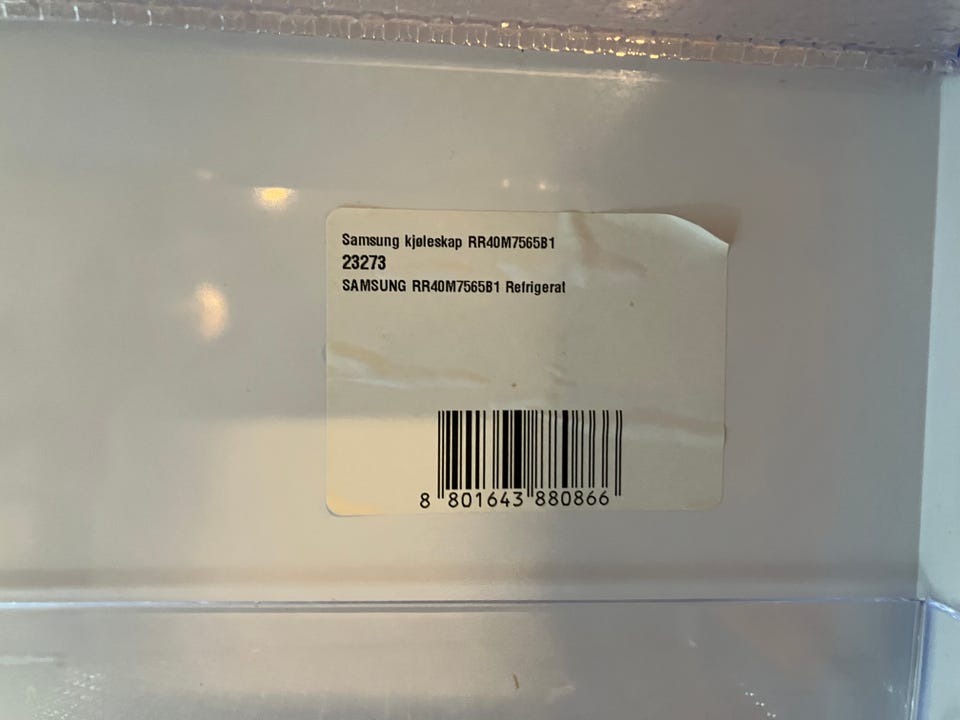 Samsung kjøleskap RR40M7565B1
23273
SAMSUNG RR40M7565B1 Refrigerat
8 801643 880866